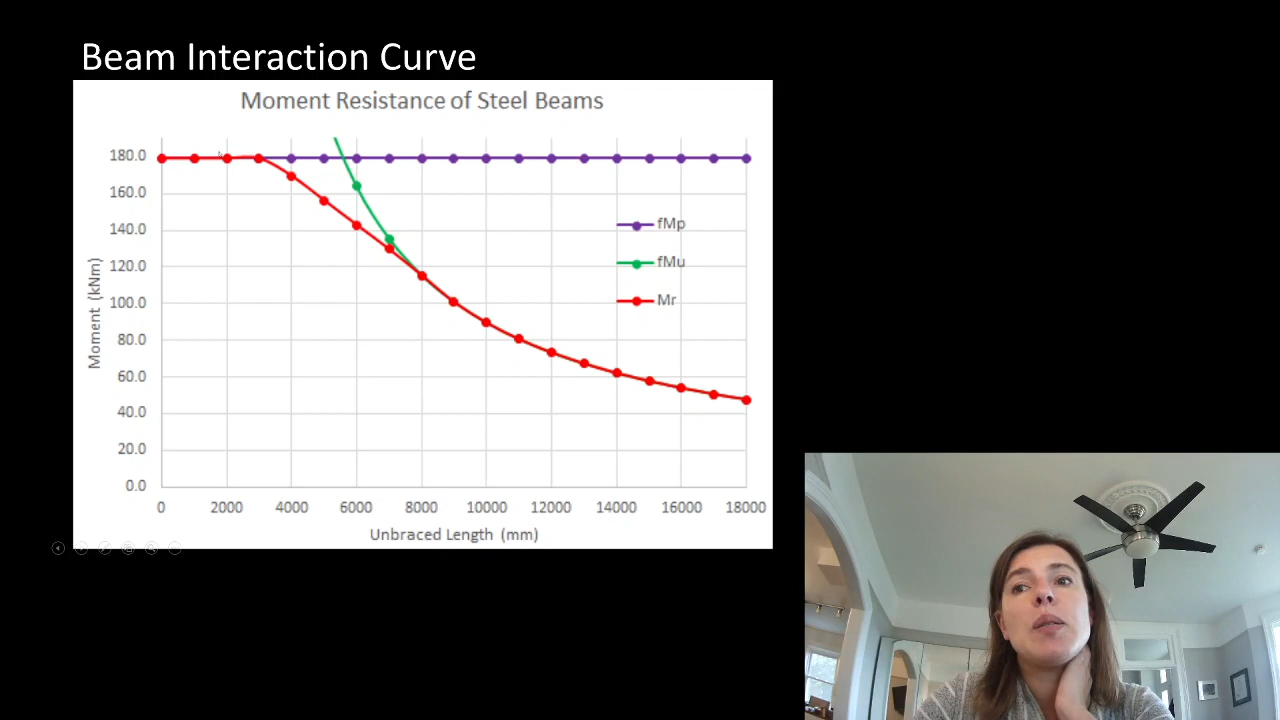 Beam Interaction Curve
Moment Resistance of Steel Beams
180.0
160.0
140.0
120.0
100.0
80.0
60.0
40.0
20.0
0.0
Moment (kNm)
fMp
fMu
Mr
0 2000 4000 6000 8000 10000 12000 14000 16000 18000
Unbraced Length (mm)